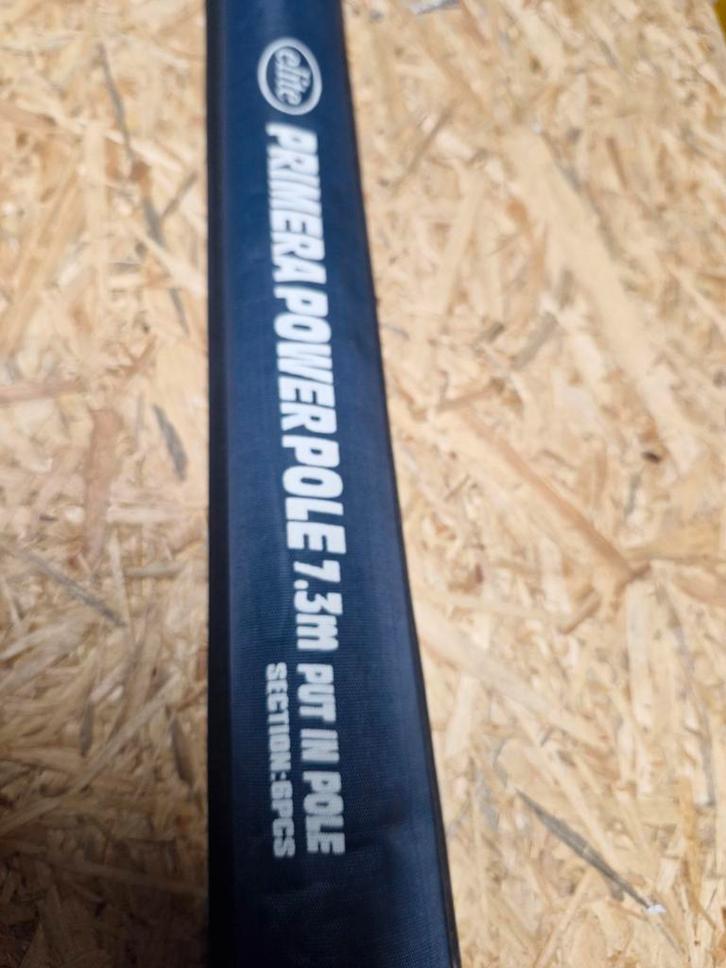 elite
PRIMERA POWER POLE 7.3m PUT IN POLE
SECTION: 6PCS